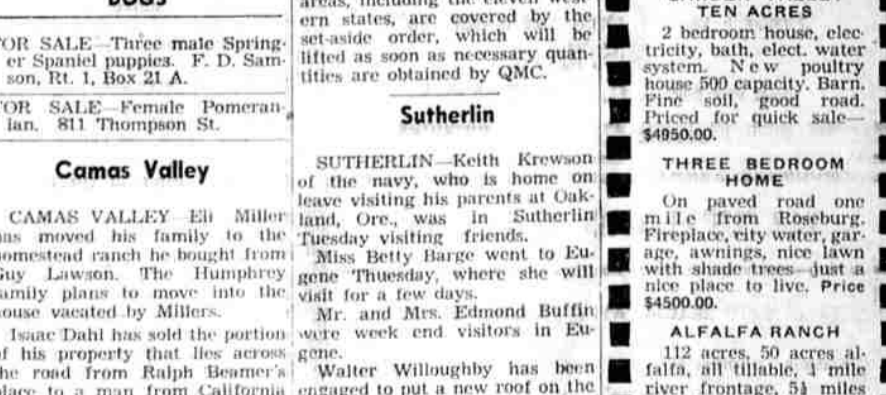 DOGS
FOR SALE—Three male Spring-
er Spaniel puppies. F. D. Sam-
son, Rt. 1, Box 21 A.
FOR SALE—Female Pomeran-
ian. 811 Thompson St.
Camas Valley
CAMAS VALLEY—Eli Miller
has moved his family to the
homestead ranch he bought from
Guy Lawson. The Humphrey
family plans to move into the
house vacated by Millers.
Isaac Dahl has sold the portion
of his property that lies across
the road from Ralph Beamer's
place to a man from California
areas, including the eleven west-
ern states, are covered by the
set-aside order, which will be
lifted as soon as necessary quan-
tities are obtained by QMC.
Sutherlin
SUTHERLIN—Keith Krewson
of the navy, who is home on
leave visiting his parents at Oak-
land, Ore., was in Sutherlin
Tuesday visiting friends.
Miss Betty Barge went to Eu-
gene Thuesday, where she will
visit for a few days.
Mr. and Mrs. Edmond Buffin
were week end visitors in Eu-
gene.
Walter Willoughby has been
engaged to put a new roof on the
TEN ACRES
2 bedroom house, elec-
tricity, bath, elect. water
system. New poultry
house 500 capacity. Barn.
Fine soil, good road.
Priced for quick sale—
$4950.00.
THREE BEDROOM
HOME
On paved road one
mile from Roseburg.
Fireplace, city water, gar-
age, awnings, nice lawn
with shade trees—just a
nice place to live. Price
$4500.00.
ALFALFA RANCH
112 acres, 50 acres al-
falfa, all tillable, ¼ mile
river frontage, 5½ miles